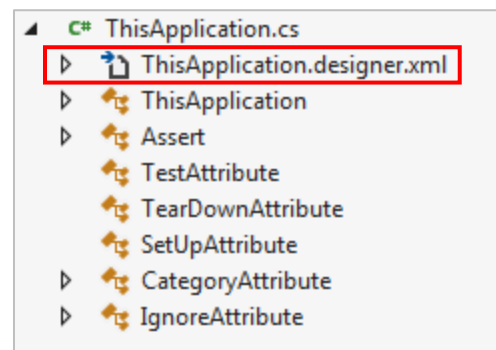 C# ThisApplication.cs
ThisApplication.designer.xml
ThisApplication
Assert
TestAttribute
TearDownAttribute
SetUpAttribute
CategoryAttribute
IgnoreAttribute